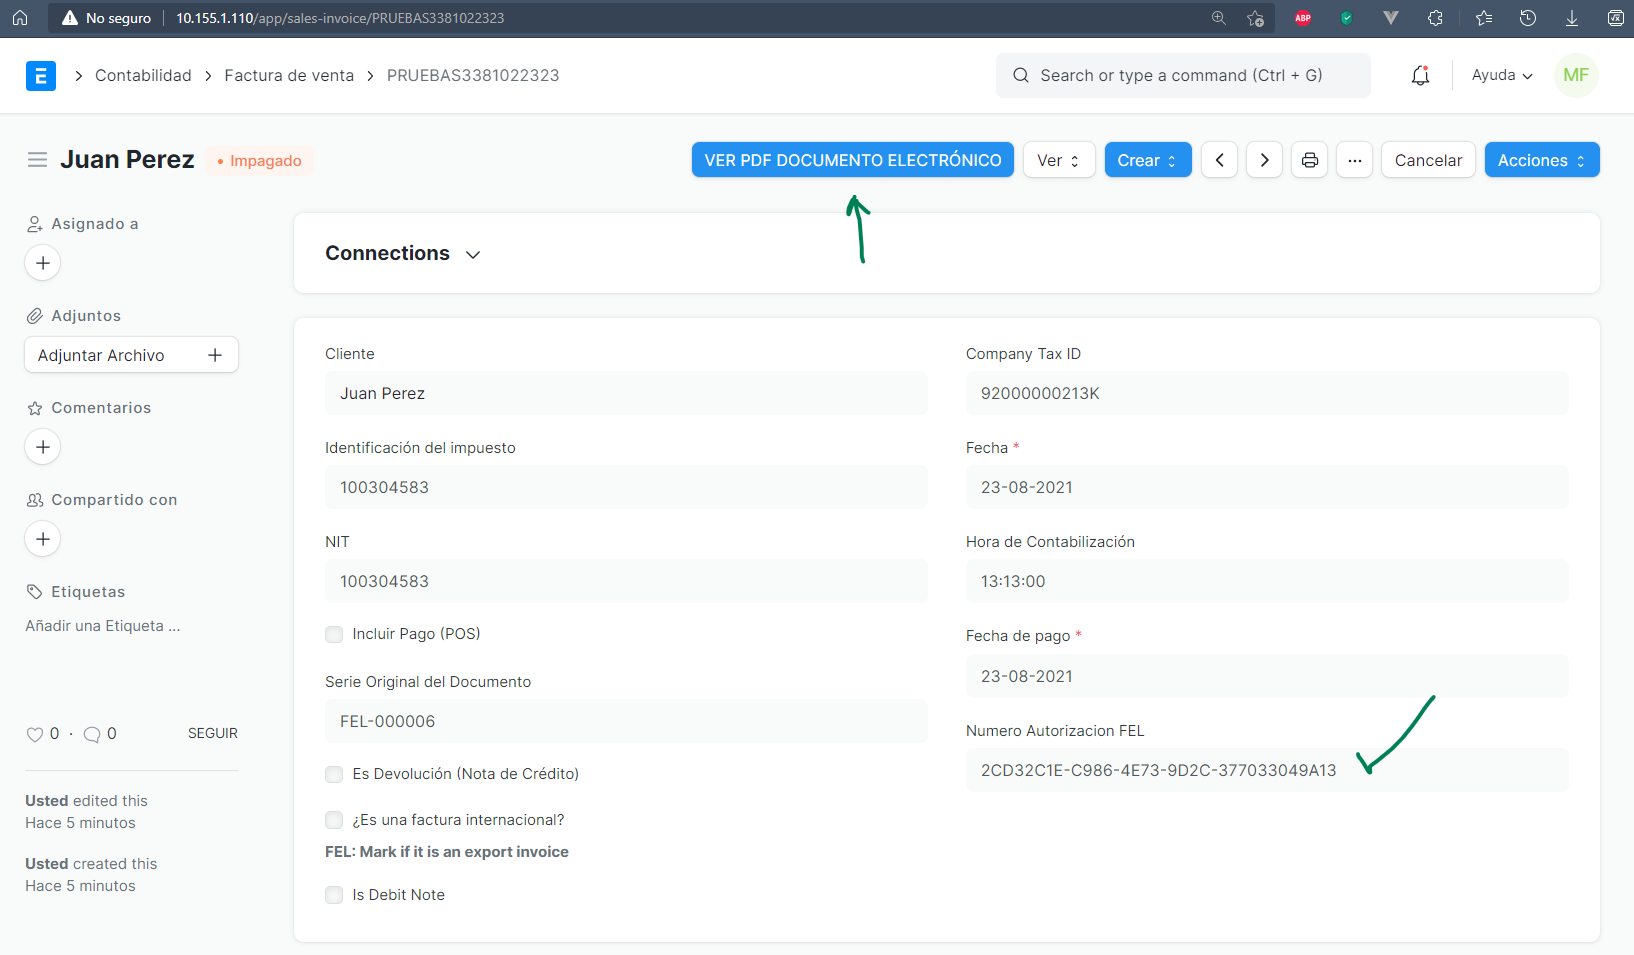 No seguro
10.155.1.110/app/sales-invoice/PRUEBAS3381022323
ABP
E
Contabilidad
Factura de venta
PRUEBAS3381022323
Search or type a command (Ctrl + G)
Ayuda
MF
Juan Perez
• Impagado
VER PDF DOCUMENTO ELECTRÓNICO
Ver
Crear
...
Cancelar
Acciones
Asignado a
Adjuntos
Adjuntar Archivo
Comentarios
Compartido con
Etiquetas
Añadir una Etiqueta ...
0 · 0
SEGUIR
Usted edited this
Hace 5 minutos
Usted created this
Hace 5 minutos
Connections
Cliente
Juan Perez
Identificación del impuesto
100304583
NIT
100304583
Incluir Pago (POS)
Serie Original del Documento
FEL-000006
Es Devolución (Nota de Crédito)
¿Es una factura internacional?
FEL: Mark if it is an export invoice
Is Debit Note
Company Tax ID
92000000213K
Fecha *
23-08-2021
Hora de Contabilización
13:13:00
Fecha de pago *
23-08-2021
Numero Autorizacion FEL
2CD32C1E-C986-4E73-9D2C-377033049A13